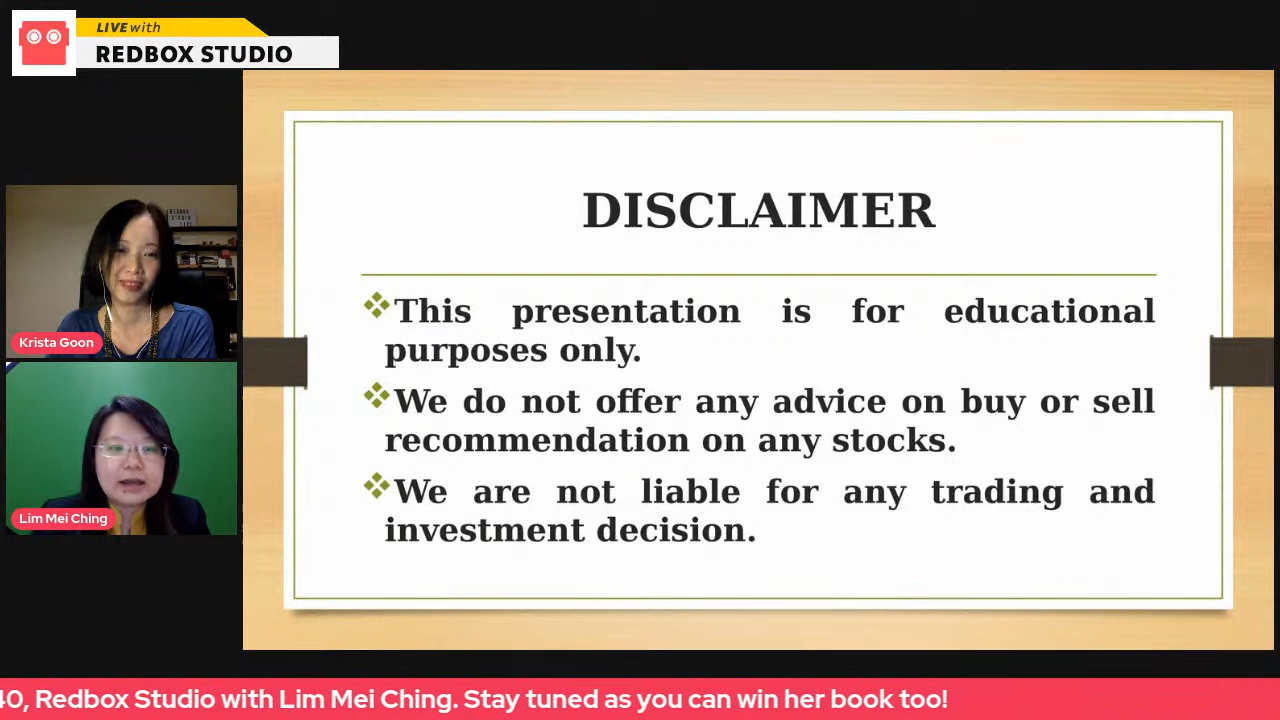 LIVE with
REDBOX STUDIO
DISCLAIMER
This presentation is for educational
purposes only.
We do not offer any advice on buy or sell
recommendation on any stocks.
We are not liable for any trading and
investment decision.
Krista Goon
Lim Mei Ching
40, Redbox Studio with Lim Mei Ching. Stay tuned as you can win her book too!